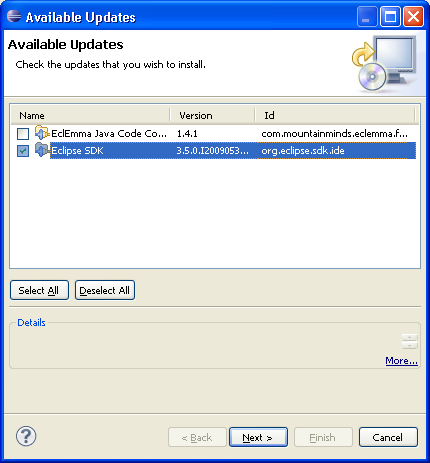 Available Updates
Available Updates
Check the updates that you wish to install.
Name Version Id
EclEmma Java Code Co... 1.4.1 com.mountainminds.eclemma.f...
Eclipse SDK 3.5.0.I2009053... org.eclipse.sdk.ide
Select All Deselect All
Details
More...
< Back Next > Finish Cancel